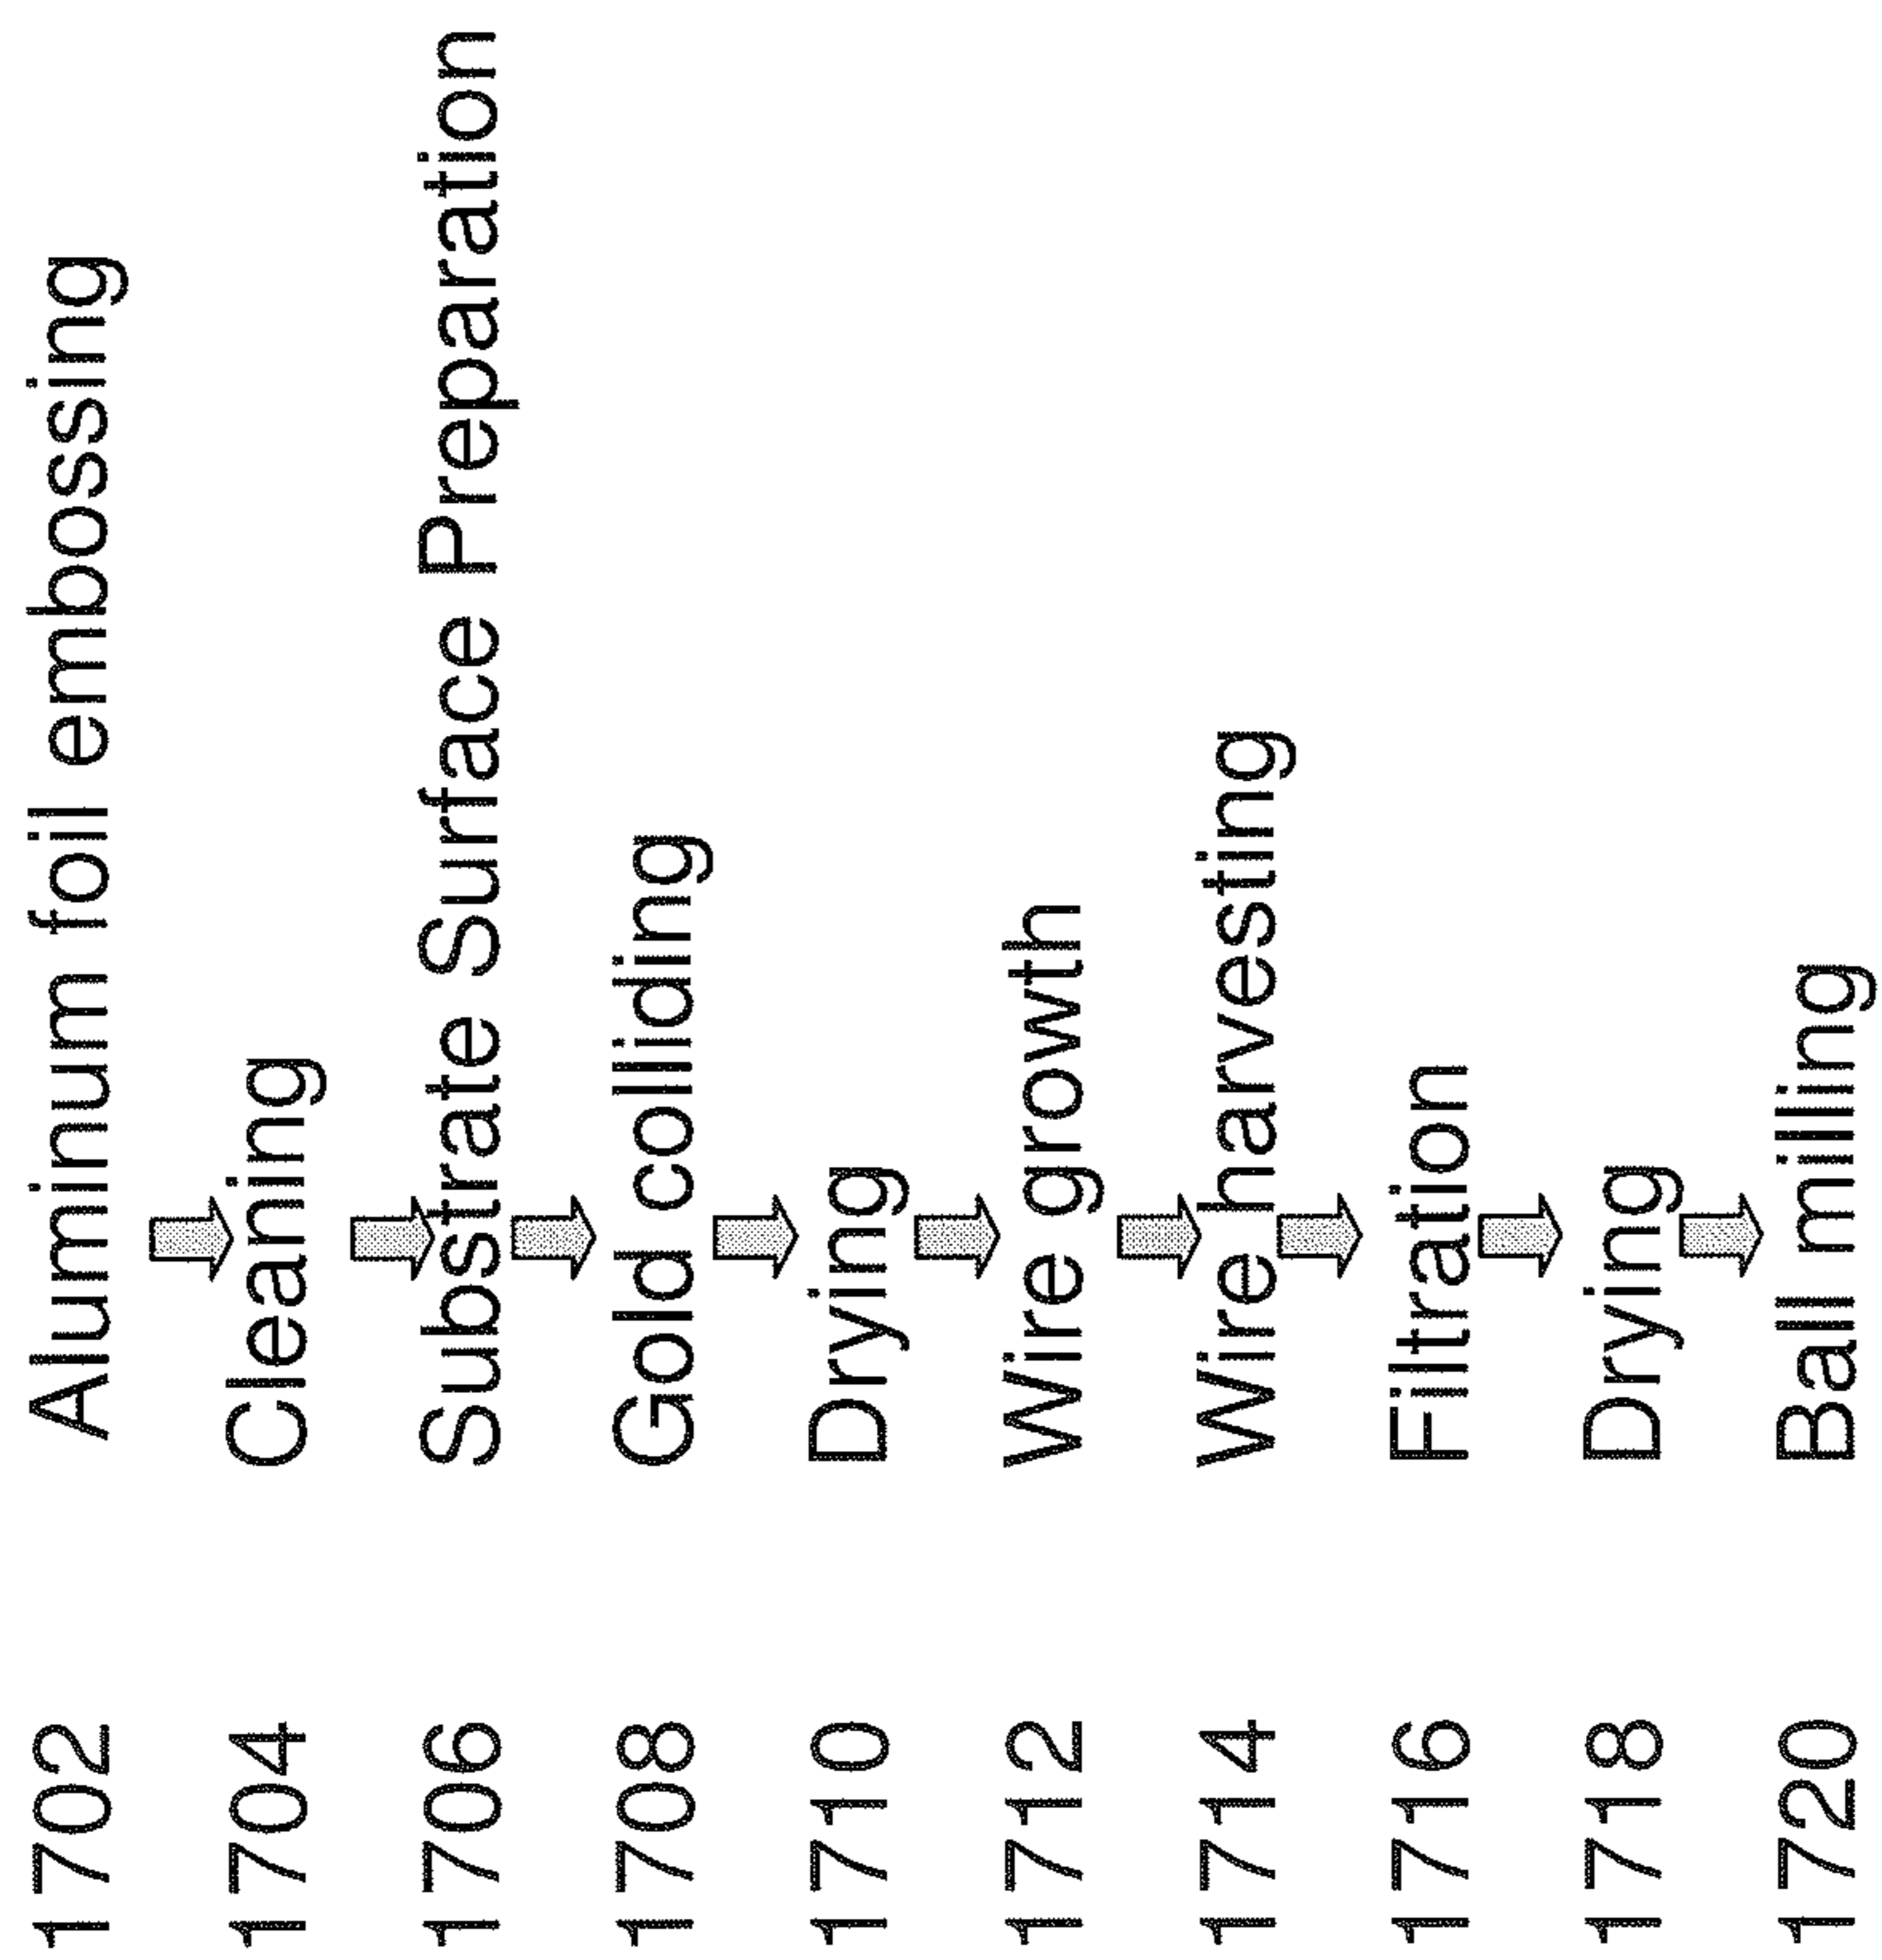 1702 Aluminum foil embossing
1704 Cleaning
1706 Substrate Surface Preparation
1708 Gold colliding
1710 Drying
1712 Wire growth
1714 Wire harvesting
1716 Filtration
1718 Drying
1720 Ball milling